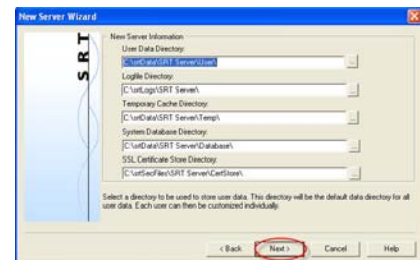 New Server Wizard
SRT
New Server Information
User Data Directory:
C:\srtData\SRT Server\User\
...
Logfile Directory:
C:\srtLogs\SRT Server\
...
Temporary Cache Directory:
C:\srtData\SRT Server\Temp\
...
System Database Directory:
C:\srtData\SRT Server\Database\
...
SSL Certificate Store Directory:
C:\srtSecFiles\SRT Server\CertStore\
...
Select a directory to be used to store user data. This directory will be the default data directory for all
user data. Each user can then be customized individually.
< Back
Next >
Cancel
Help